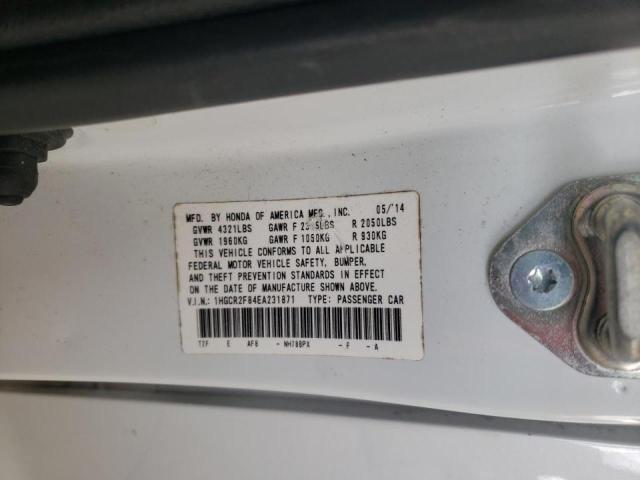 MFD. BY HONDA OF AMERICA MFG., INC. 05/'14
GVWR 4321LBS GAWR F LBS R 2050LBS
GVWR 1960KG GAWR F 1050KG R 930KG
THIS VEHICLE CONFORMS TO ALL APPLICABLE
FEDERAL MOTOR VEHICLE SAFETY, BUMPER,
AND THEFT PREVENTION STANDARDS IN EFFECT
ON THE DATE OF MANUFACTURE SHOWN ABOVE.
V.I.N.: 1HGCR2F84EA231871 TYPE: PASSENGER CAR
T2F E AF8 - NH788PX - F - A